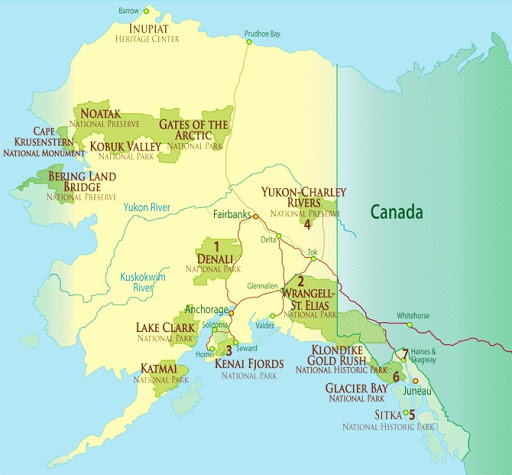 Barrow
INUPIAT
HERITAGE CENTER
Prudhoe Bay
NOATAK
NATIONAL PRESERVE
GATES OF THE
ARCTIC
NATIONAL PARK
CAPE
KRUSENSTERN
NATIONAL MONUMENT
KOBUK VALLEY
NATIONAL PARK
BERING LAND
BRIDGE
NATIONAL PRESERVE
YUKON-CHARLEY
RIVERS
NATIONAL PRESERVE
4
Yukon River
Fairbanks
Canada
Delta
1
DENALI
NATIONAL PARK
Tok
Kuskokwim
River
Glennallen
2
WRANGELL-
ST. ELIAS
NATIONAL PARK
Anchorage
Soldotna
Valdez
Whitehorse
LAKE CLARK
NATIONAL PARK
Homer
3
Seward
KENAI FJORDS
NATIONAL PARK
KLONDIKE
GOLD RUSH
NATIONAL HISTORIC PARK
7
Haines &
Skagway
KATMAI
NATIONAL PARK
6
GLACIER BAY
NATIONAL PARK
Juneau
SITKA
5
NATIONAL HISTORIC PARK